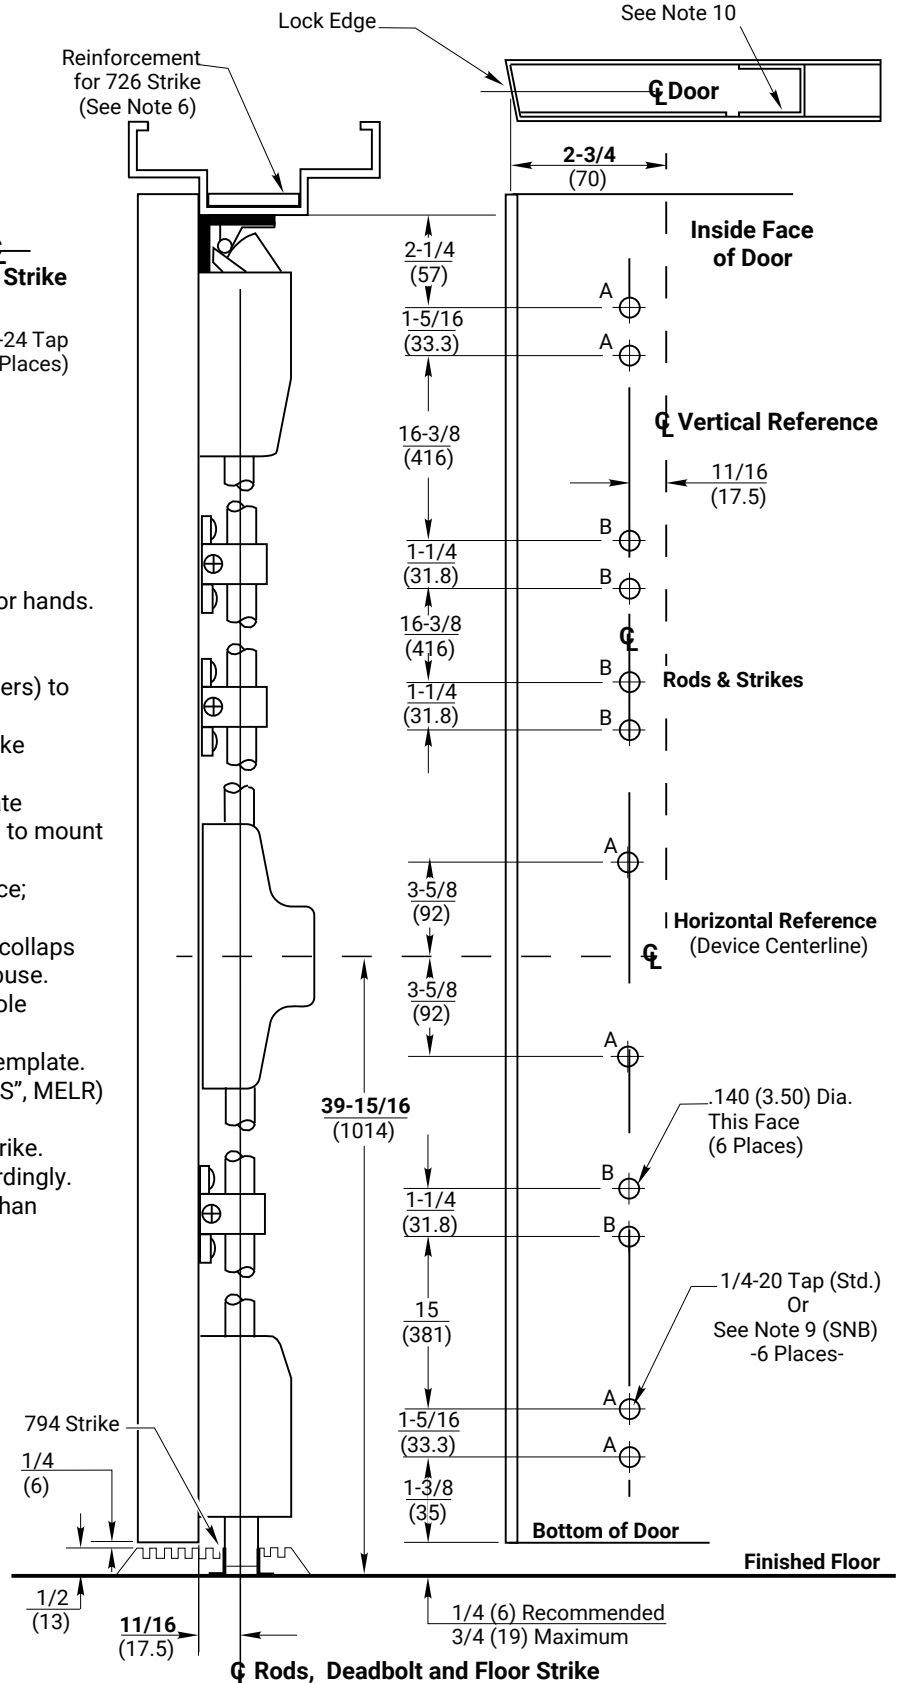 Lock Edge
See Note 10
Reinforcement
for 726 Strike
(See Note 6)
℄ Door
2-3/4
(70)
Inside Face
of Door
Strike
-24 Tap
Places)
2-1/4
(57)
A
1-5/16
(33.3)
A
16-3/8
(416)
℄ Vertical Reference
11/16
(17.5)
B
1-1/4
(31.8)
B
or hands.
16-3/8
(416)
℄
Rods & Strikes
B
1-1/4
(31.8)
B
ers) to
ke
te
to mount
ce;
collaps
ouse.
ole
emplate.
S”, MELR)
rike.
rdingly.
han
A
3-5/8
(92)
Horizontal Reference
(Device Centerline)
℄
3-5/8
(92)
A
39-15/16
(1014)
.140 (3.50) Dia.
This Face
(6 Places)
B
1-1/4
(31.8)
B
15
(381)
1/4-20 Tap (Std.)
Or
See Note 9 (SNB)
-6 Places-
A
1-5/16
(33.3)
A
1-3/8
(35)
794 Strike
1/4
(6)
Bottom of Door
Finished Floor
1/2
(13)
11/16
(17.5)
1/4 (6) Recommended
3/4 (19) Maximum
℄ Rods, Deadbolt and Floor Strike